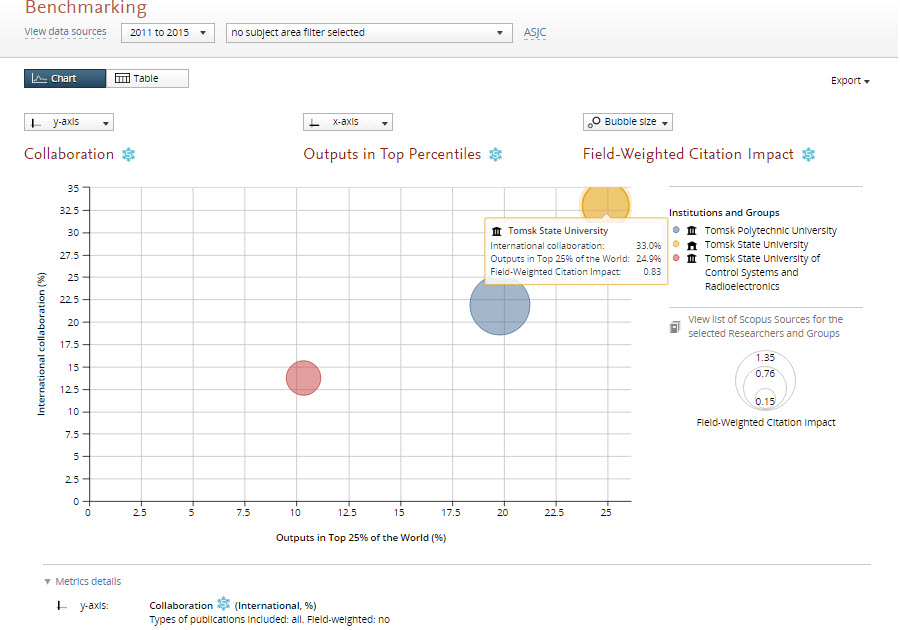 Benchmarking
View data sources
2011 to 2015
no subject area filter selected
ASJC
Chart
Table
Export
y-axis
x-axis
Bubble size
Collaboration
Outputs in Top Percentiles
Field-Weighted Citation Impact
35
32.5
30
27.5
25
22.5
20
17.5
15
12.5
10
7.5
5
2.5
0
International collaboration (%)
0
2.5
5
7.5
10
12.5
15
17.5
20
22.5
25
Outputs in Top 25% of the World (%)
Tomsk State University
International collaboration: 33.0%
Outputs in Top 25% of the World: 24.9%
Field-Weighted Citation Impact: 0.83
Institutions and Groups
Tomsk Polytechnic University
Tomsk State University
Tomsk State University of
Control Systems and
Radioelectronics
View list of Scopus Sources for the
selected Researchers and Groups
1.35
0.76
0.15
Field-Weighted Citation Impact
Metrics details
y-axis:
Collaboration (International, %)
Types of publications included: all. Field-weighted: no